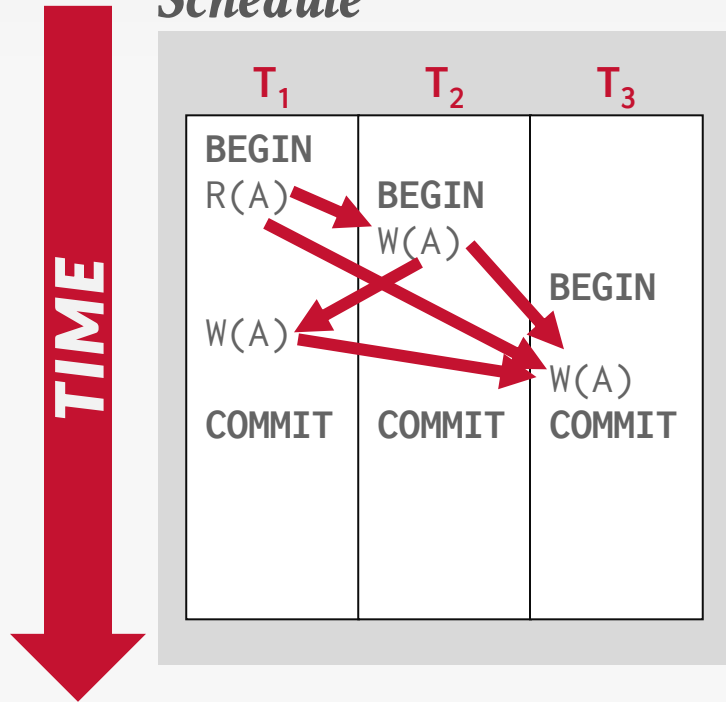 Schedule
T1 T2 T3
BEGIN
R(A) BEGIN
W(A)
BEGIN
W(A)
W(A)
COMMIT COMMIT COMMIT
TIME